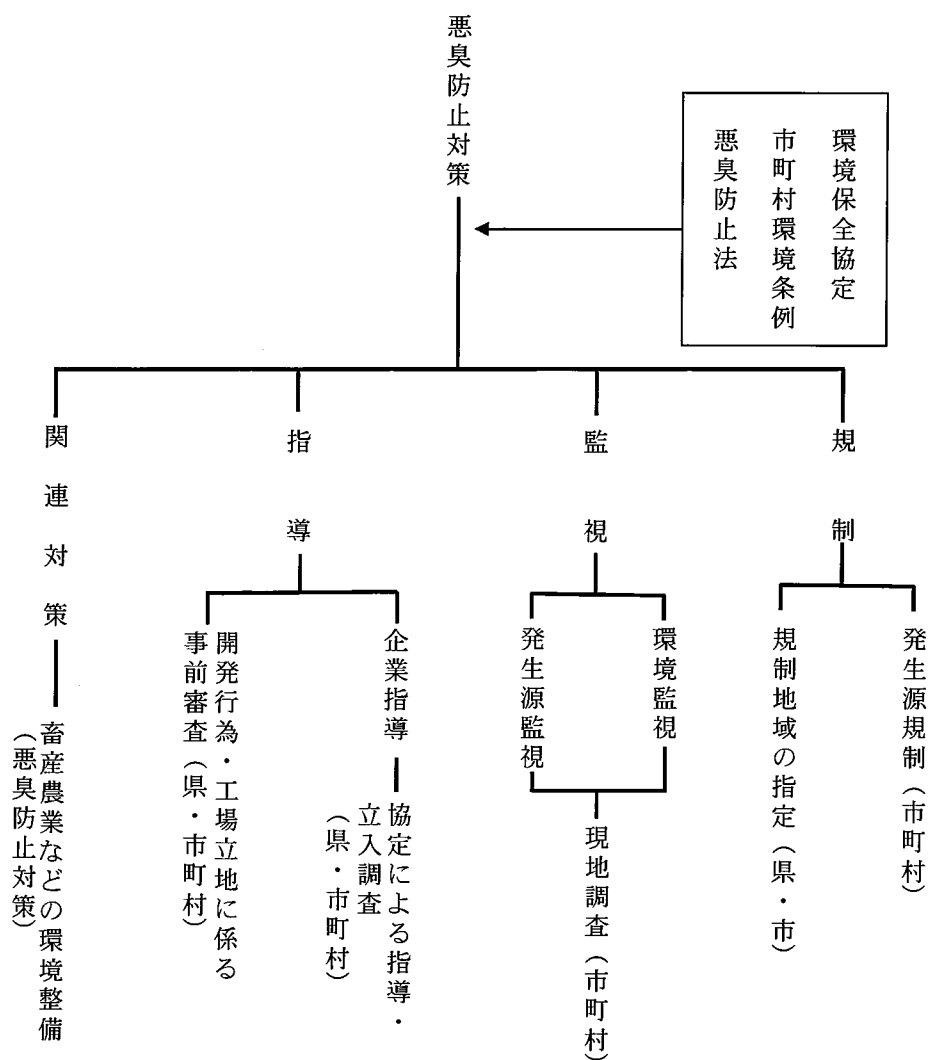 悪臭防止対策
環境保全協定
市町村環境条例
悪臭防止法
規制
発生源規制（市町村）
規制地域の指定（県・市）
監視
環境監視
発生源監視
現地調査（市町村）
指導
企業指導
協定による指導・
立入調査
（県・市町村）
開発行為・工場立地に係る
事前審査（県・市町村）
関連対策
畜産農業などの環境整備
（悪臭防止対策）